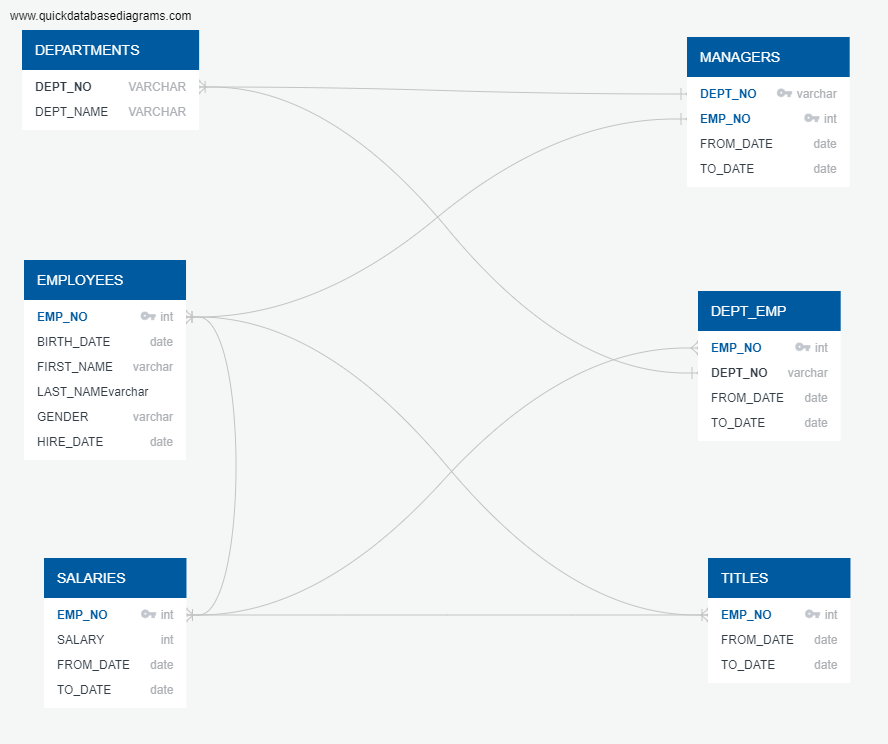 www.quickdatabasediagrams.com
DEPARTMENTS
DEPT_NO VARCHAR
DEPT_NAME VARCHAR
MANAGERS
DEPT_NO varchar
EMP_NO int
FROM_DATE date
TO_DATE date
EMPLOYEES
EMP_NO int
BIRTH_DATE date
FIRST_NAME varchar
LAST_NAMEvarchar
GENDER varchar
HIRE_DATE date
DEPT_EMP
EMP_NO int
DEPT_NO varchar
FROM_DATE date
TO_DATE date
SALARIES
EMP_NO int
SALARY int
FROM_DATE date
TO_DATE date
TITLES
EMP_NO int
FROM_DATE date
TO_DATE date